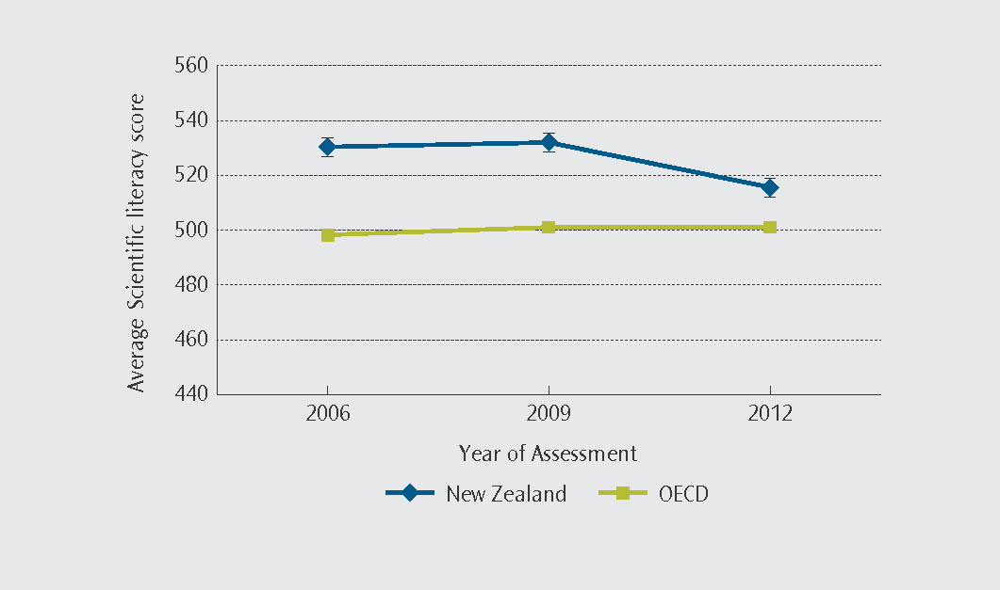 560
540
520
500
480
460
440
Average Scientific literacy score
2006 2009 2012
Year of Assessment
New Zealand OECD